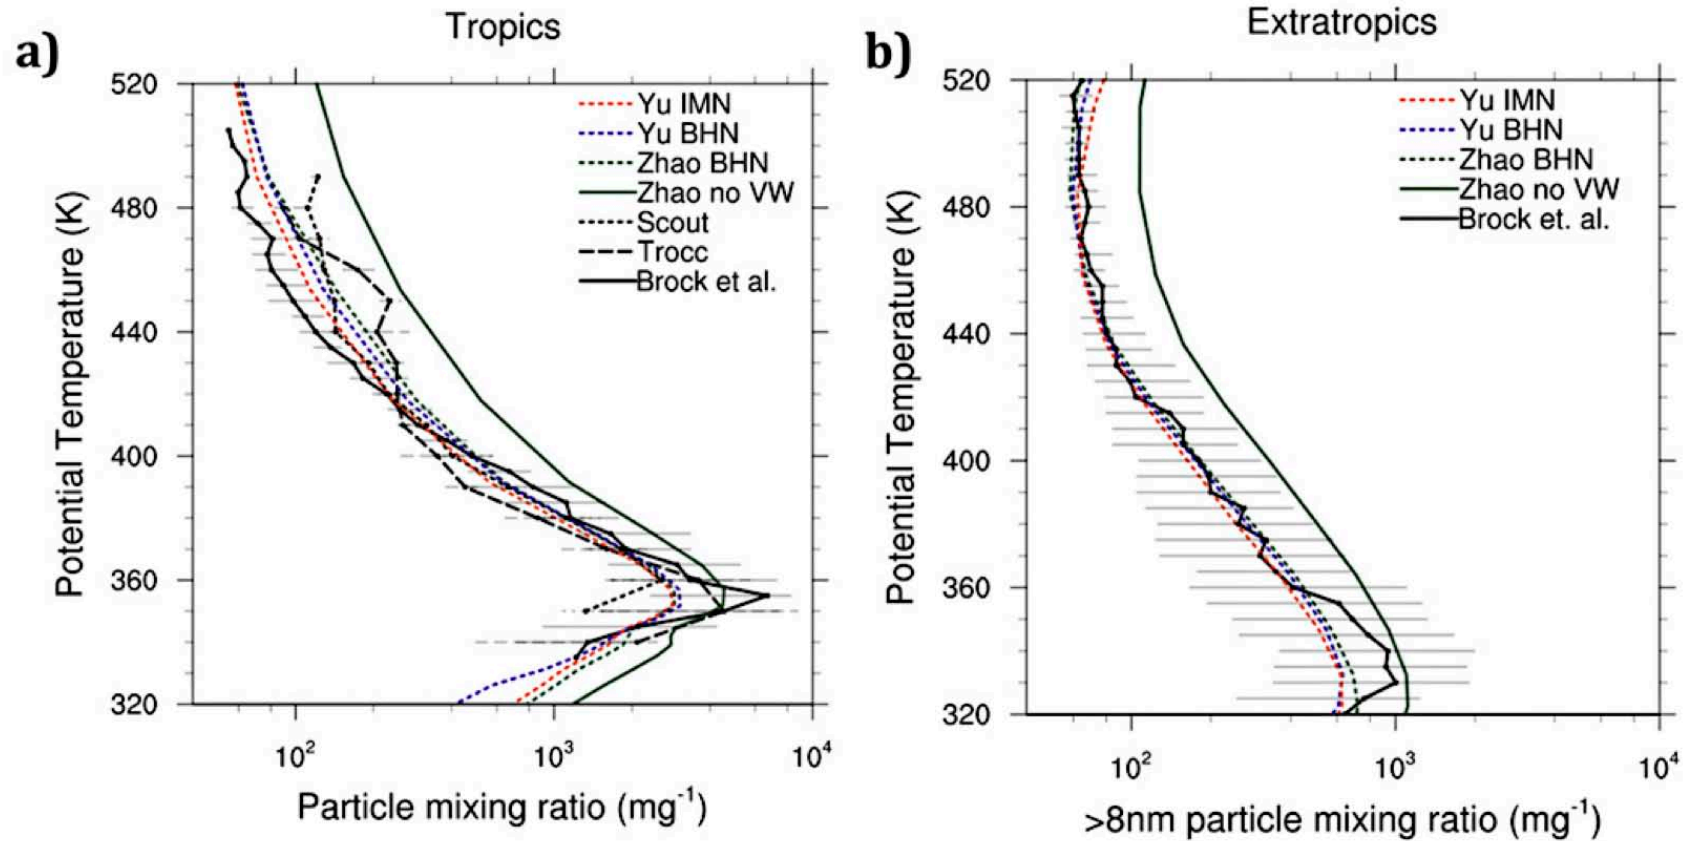 a)
Tropics
Potential Temperature (K)
520
480
440
400
360
320
Yu IMN
Yu BHN
Zhao BHN
Zhao no VW
Scout
Trocc
Brock et al.
10²
10³
10⁴
Particle mixing ratio (mg⁻¹)
b)
Extratropics
Potential Temperature (K)
520
480
440
400
360
320
Yu IMN
Yu BHN
Zhao BHN
Zhao no VW
Brock et. al.
10²
10³
10⁴
>8nm particle mixing ratio (mg⁻¹)